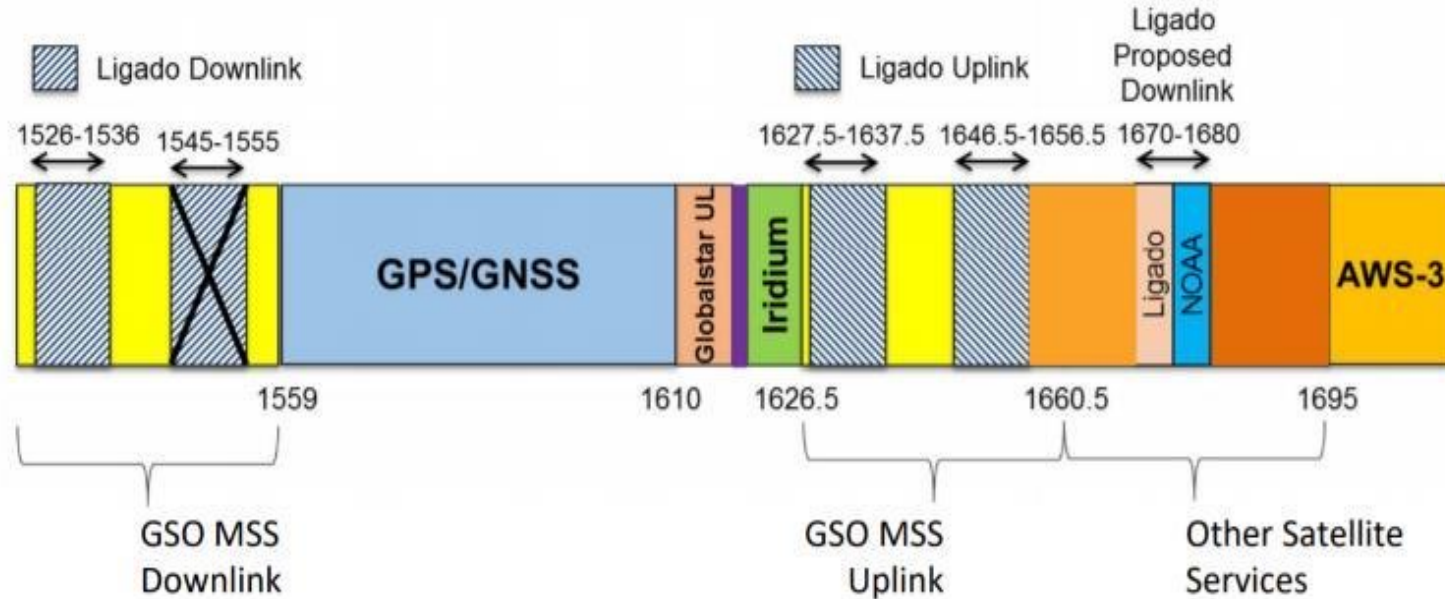 Ligado Downlink
Ligado Uplink
Ligado
Proposed
Downlink
1526-1536
1545-1555
1627.5-1637.5
1646.5-1656.5
1670-1680
GPS/GNSS
Globalstar UL
Iridium
Ligado
NOAA
AWS-3
1559
1610
1626.5
1660.5
1695
GSO MSS
Downlink
GSO MSS
Uplink
Other Satellite
Services